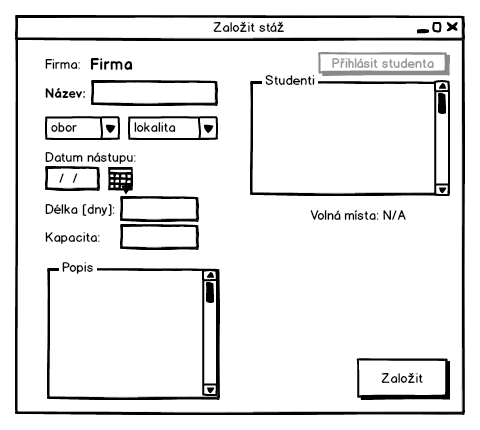 Založit stáž
Firma: Firma
Název:
obor
lokalita
Datum nástupu:
/ /
Délka [dny]:
Kapacita:
Popis
Přihlásit studenta
Studenti
Volná místa: N/A
Založit